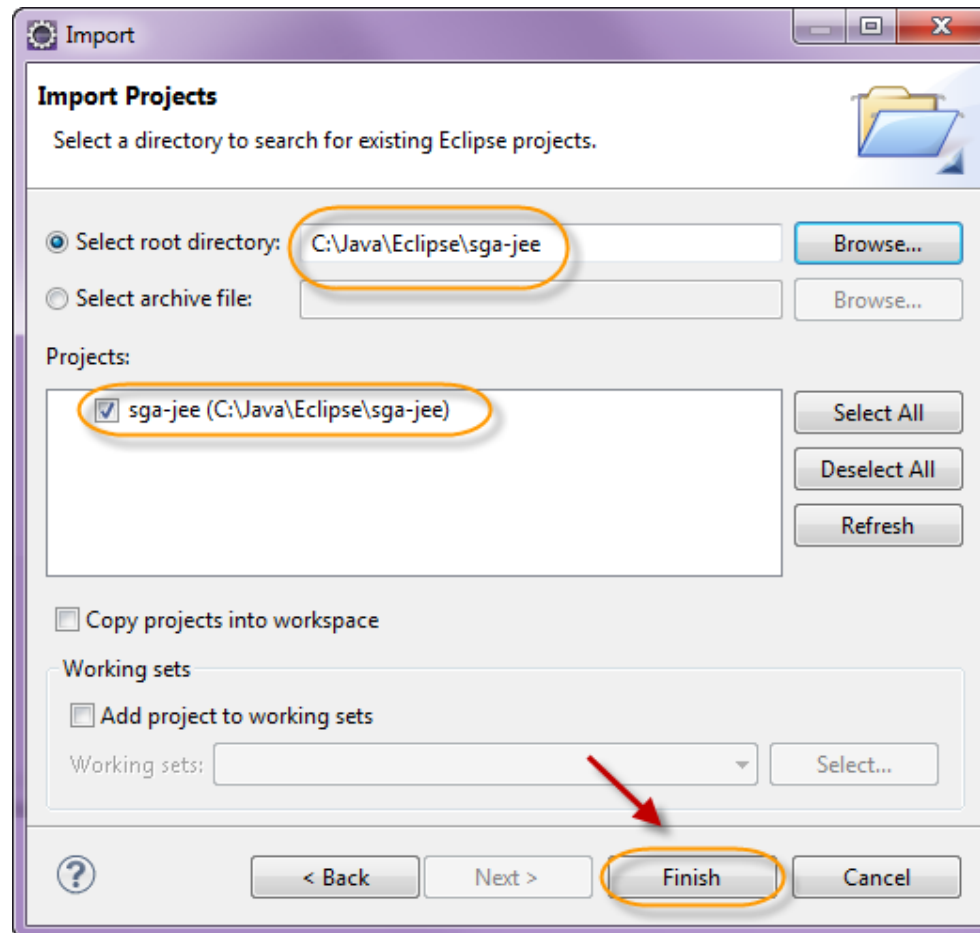 Import
Import Projects
Select a directory to search for existing Eclipse projects.
Select root directory: C:\Java\Eclipse\sga-jee Browse...
Select archive file: Browse...
Projects:
sga-jee (C:\Java\Eclipse\sga-jee)
Select All
Deselect All
Refresh
Copy projects into workspace
Working sets
Add project to working sets
Working sets: Select...
? < Back Next > Finish Cancel